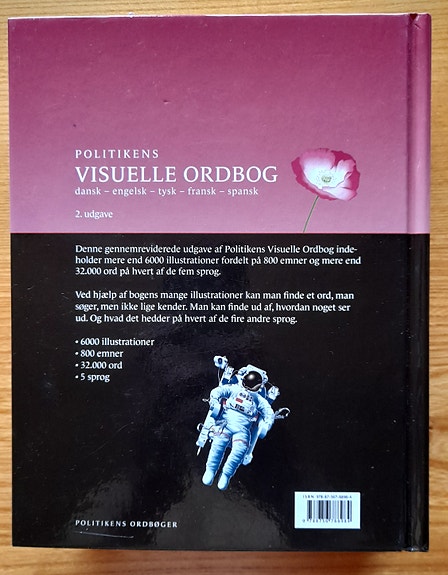 POLITIKENS
VISUELLE ORDBOG
dansk – engelsk – tysk – fransk – spansk
2. udgave
Denne gennemreviderede udgave af Politikens Visuelle Ordbog inde-
holder mere end 6000 illustrationer fordelt på 800 emner og mere end
32.000 ord på hvert af de fem sprog.
Ved hjælp af bogens mange illustrationer kan man finde et ord, man
søger, men ikke lige kender. Man kan finde ud af, hvordan noget ser
ud. Og hvad det hedder på hvert af de fire andre sprog.
• 6000 illustrationer
• 800 emner
• 32.000 ord
• 5 sprog
POLITIKENS ORDBØGER